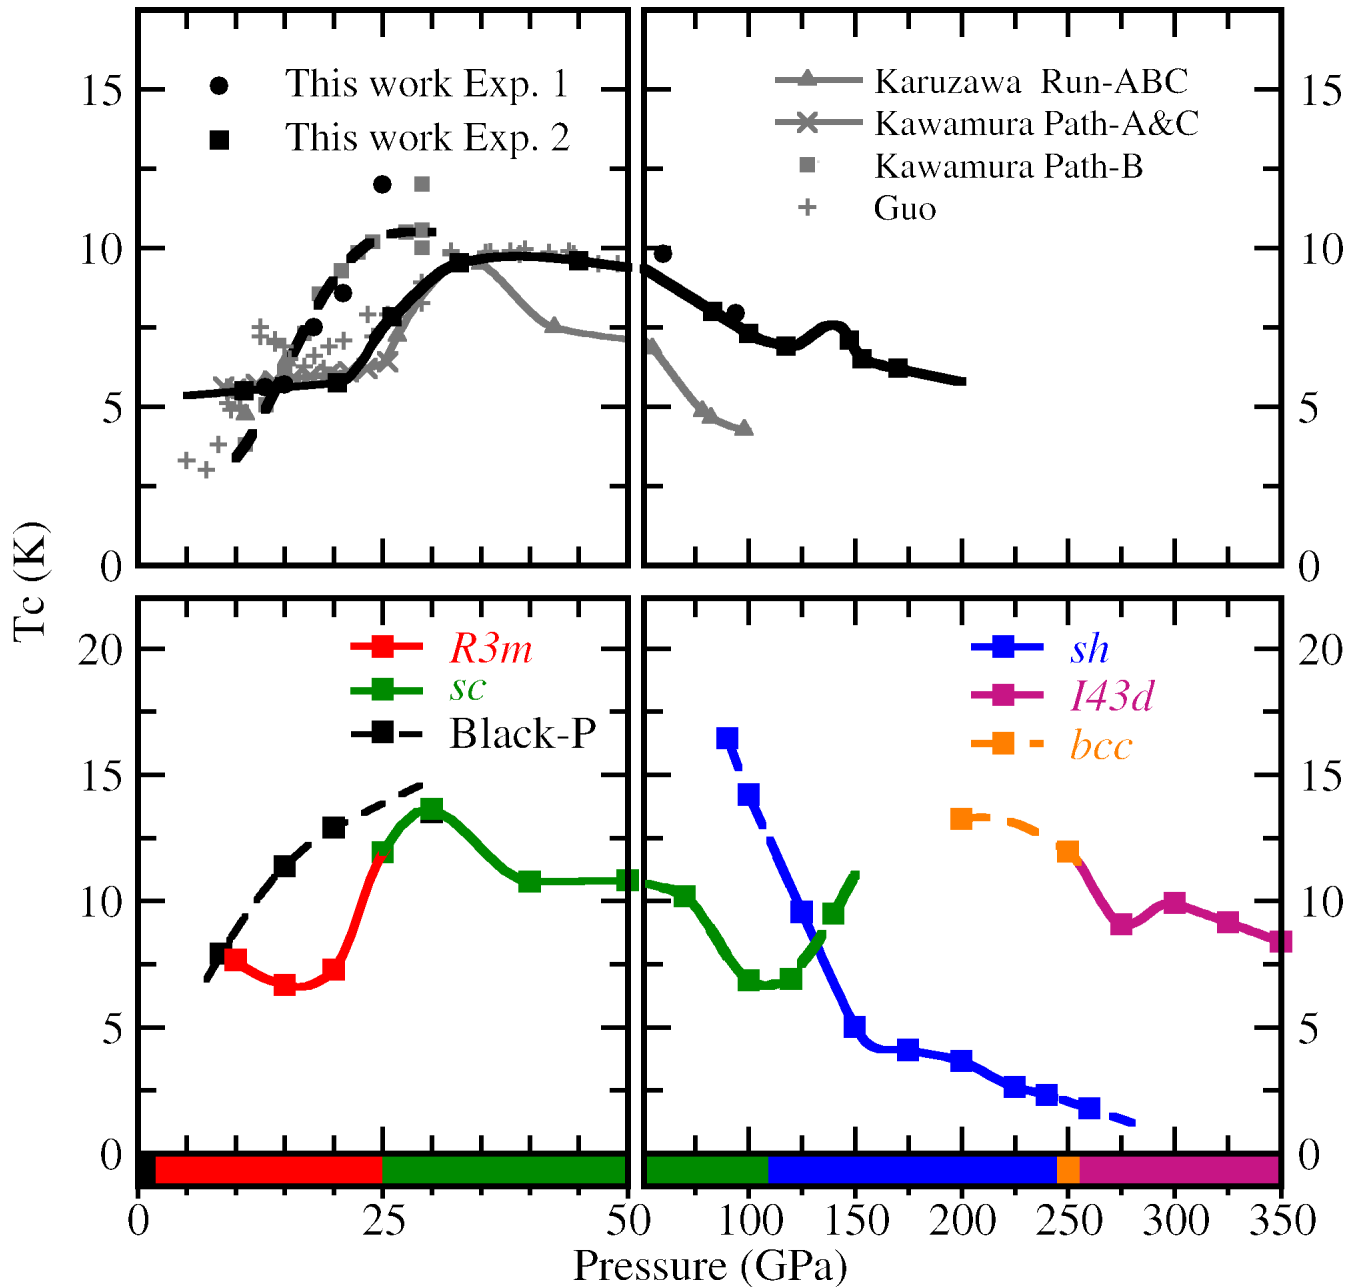 This work Exp. 1
This work Exp. 2
Karuzawa Run-ABC
Kawamura Path-A&C
Kawamura Path-B
Guo
15
10
5
0
15
10
5
0
Tc (K)
R3m
sc
Black-P
sh
I43d
bcc
20
15
10
5
0
20
15
10
5
0
0 25 50 100 150 200 250 300 350
Pressure (GPa)